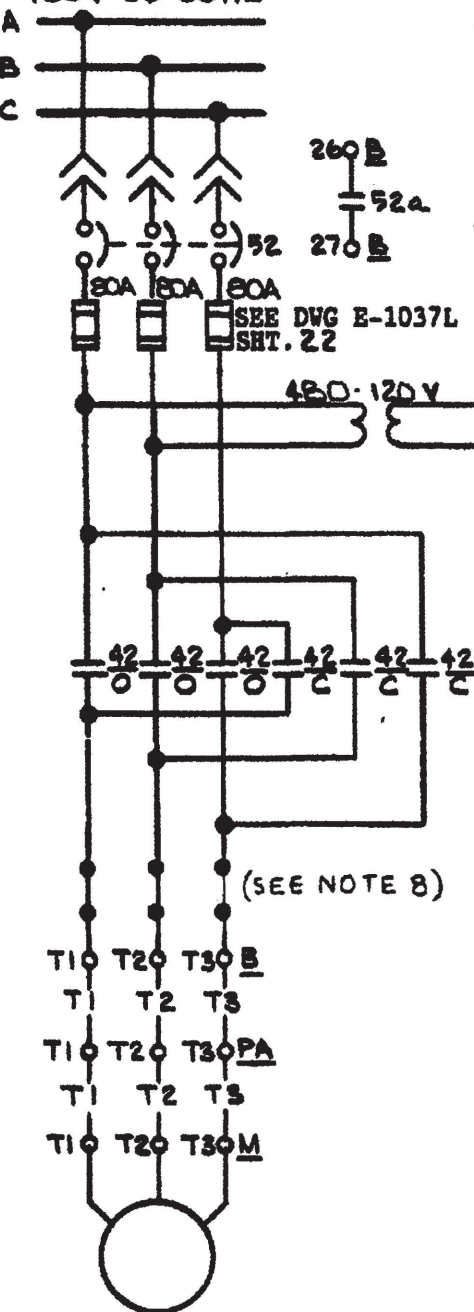 A
B
C
26 B
52a
27 B
52
80A 80A 80A
SEE DWG E-1037L
SHT. 22
480-120 V
42 42 42 42 42 42
O O O C C C
(SEE NOTE 8)
T1 T2 T3 B
T1 T2 T3
T1 T2 T3 PA
T1 T2 T3
T1 T2 T3 M